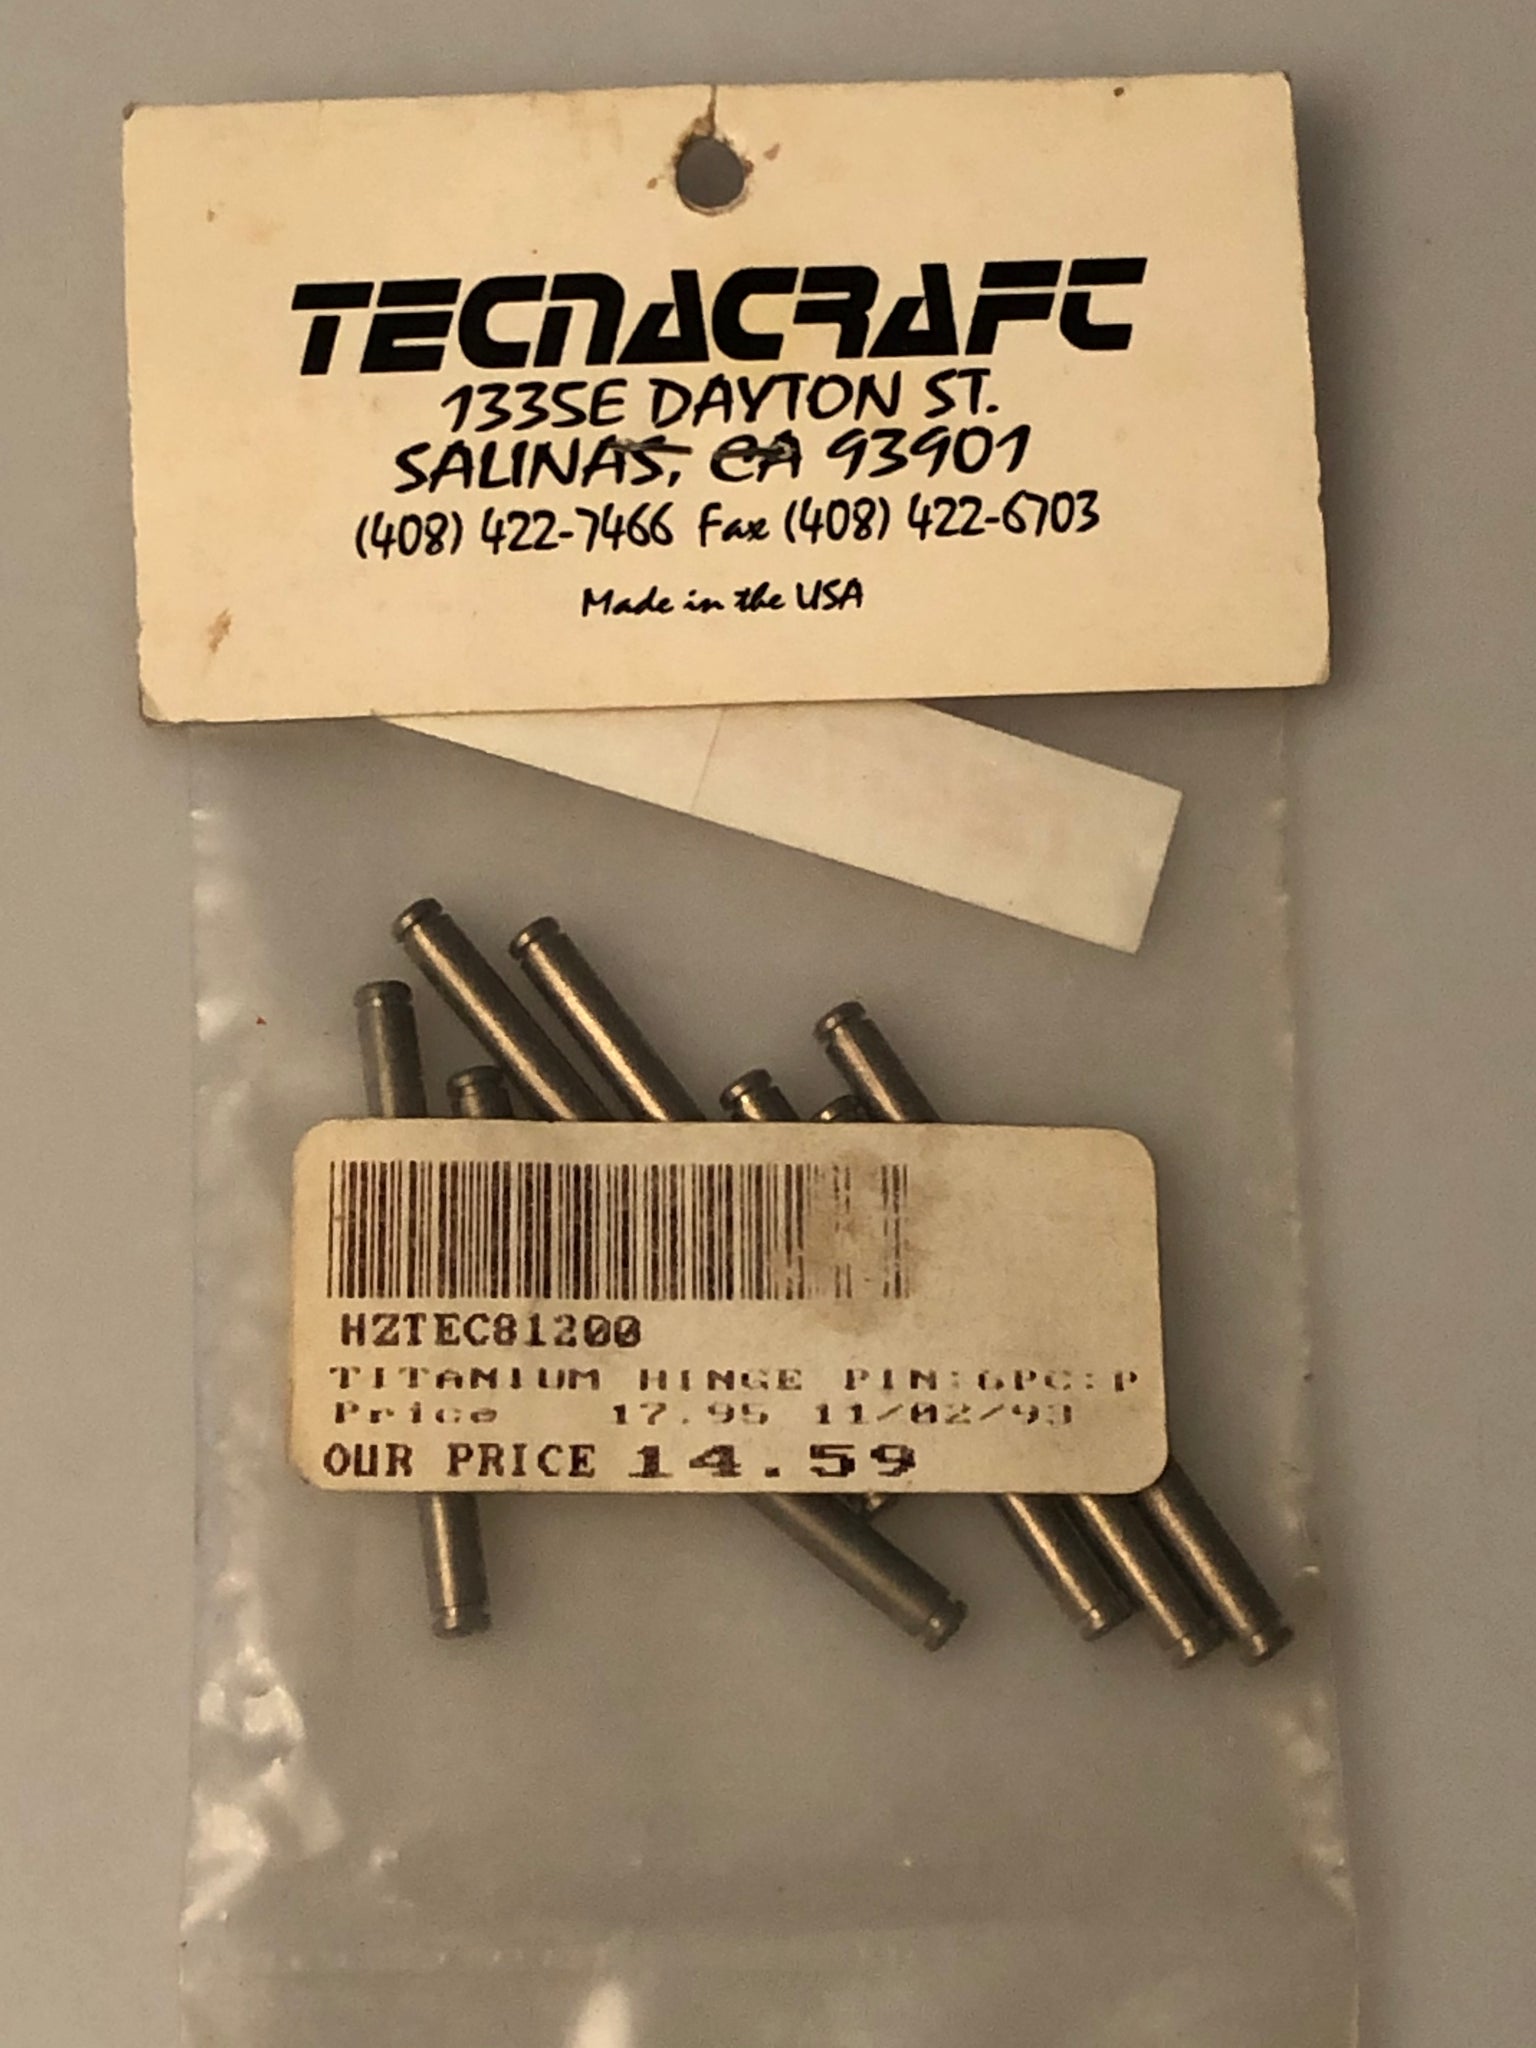 TECNACRAFT
1335E DAYTON ST.
SALINAS, CA 93901
(408) 422-7466 Fax (408) 422-6703
Made in the USA
HZTEC81200
TITANIUM HINGE PIN:6PC:P
Price 17.95 11/02/93
OUR PRICE 14.59